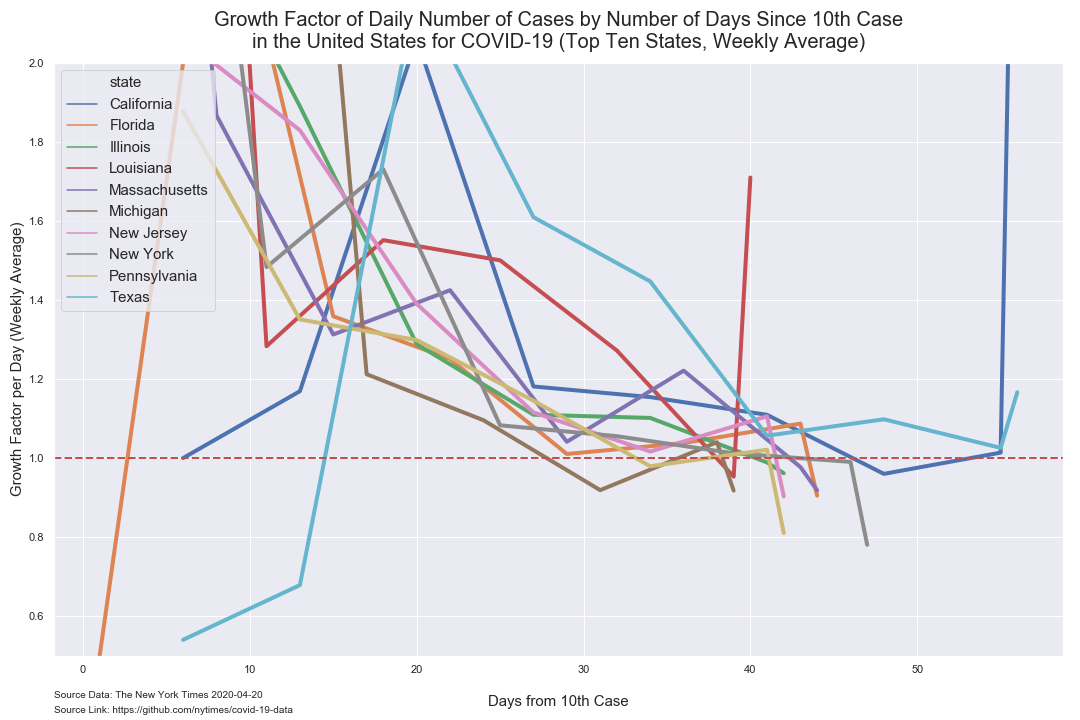 Growth Factor of Daily Number of Cases by Number of Days Since 10th Case
in the United States for COVID-19 (Top Ten States, Weekly Average)
2.0
1.8
1.6
1.4
1.2
1.0
0.8
0.6
Growth Factor per Day (Weekly Average)
state
California
Florida
Illinois
Louisiana
Massachusetts
Michigan
New Jersey
New York
Pennsylvania
Texas
0
10
20
30
40
50
Days from 10th Case
Source Data: The New York Times 2020-04-20
Source Link: https://github.com/nytimes/covid-19-data